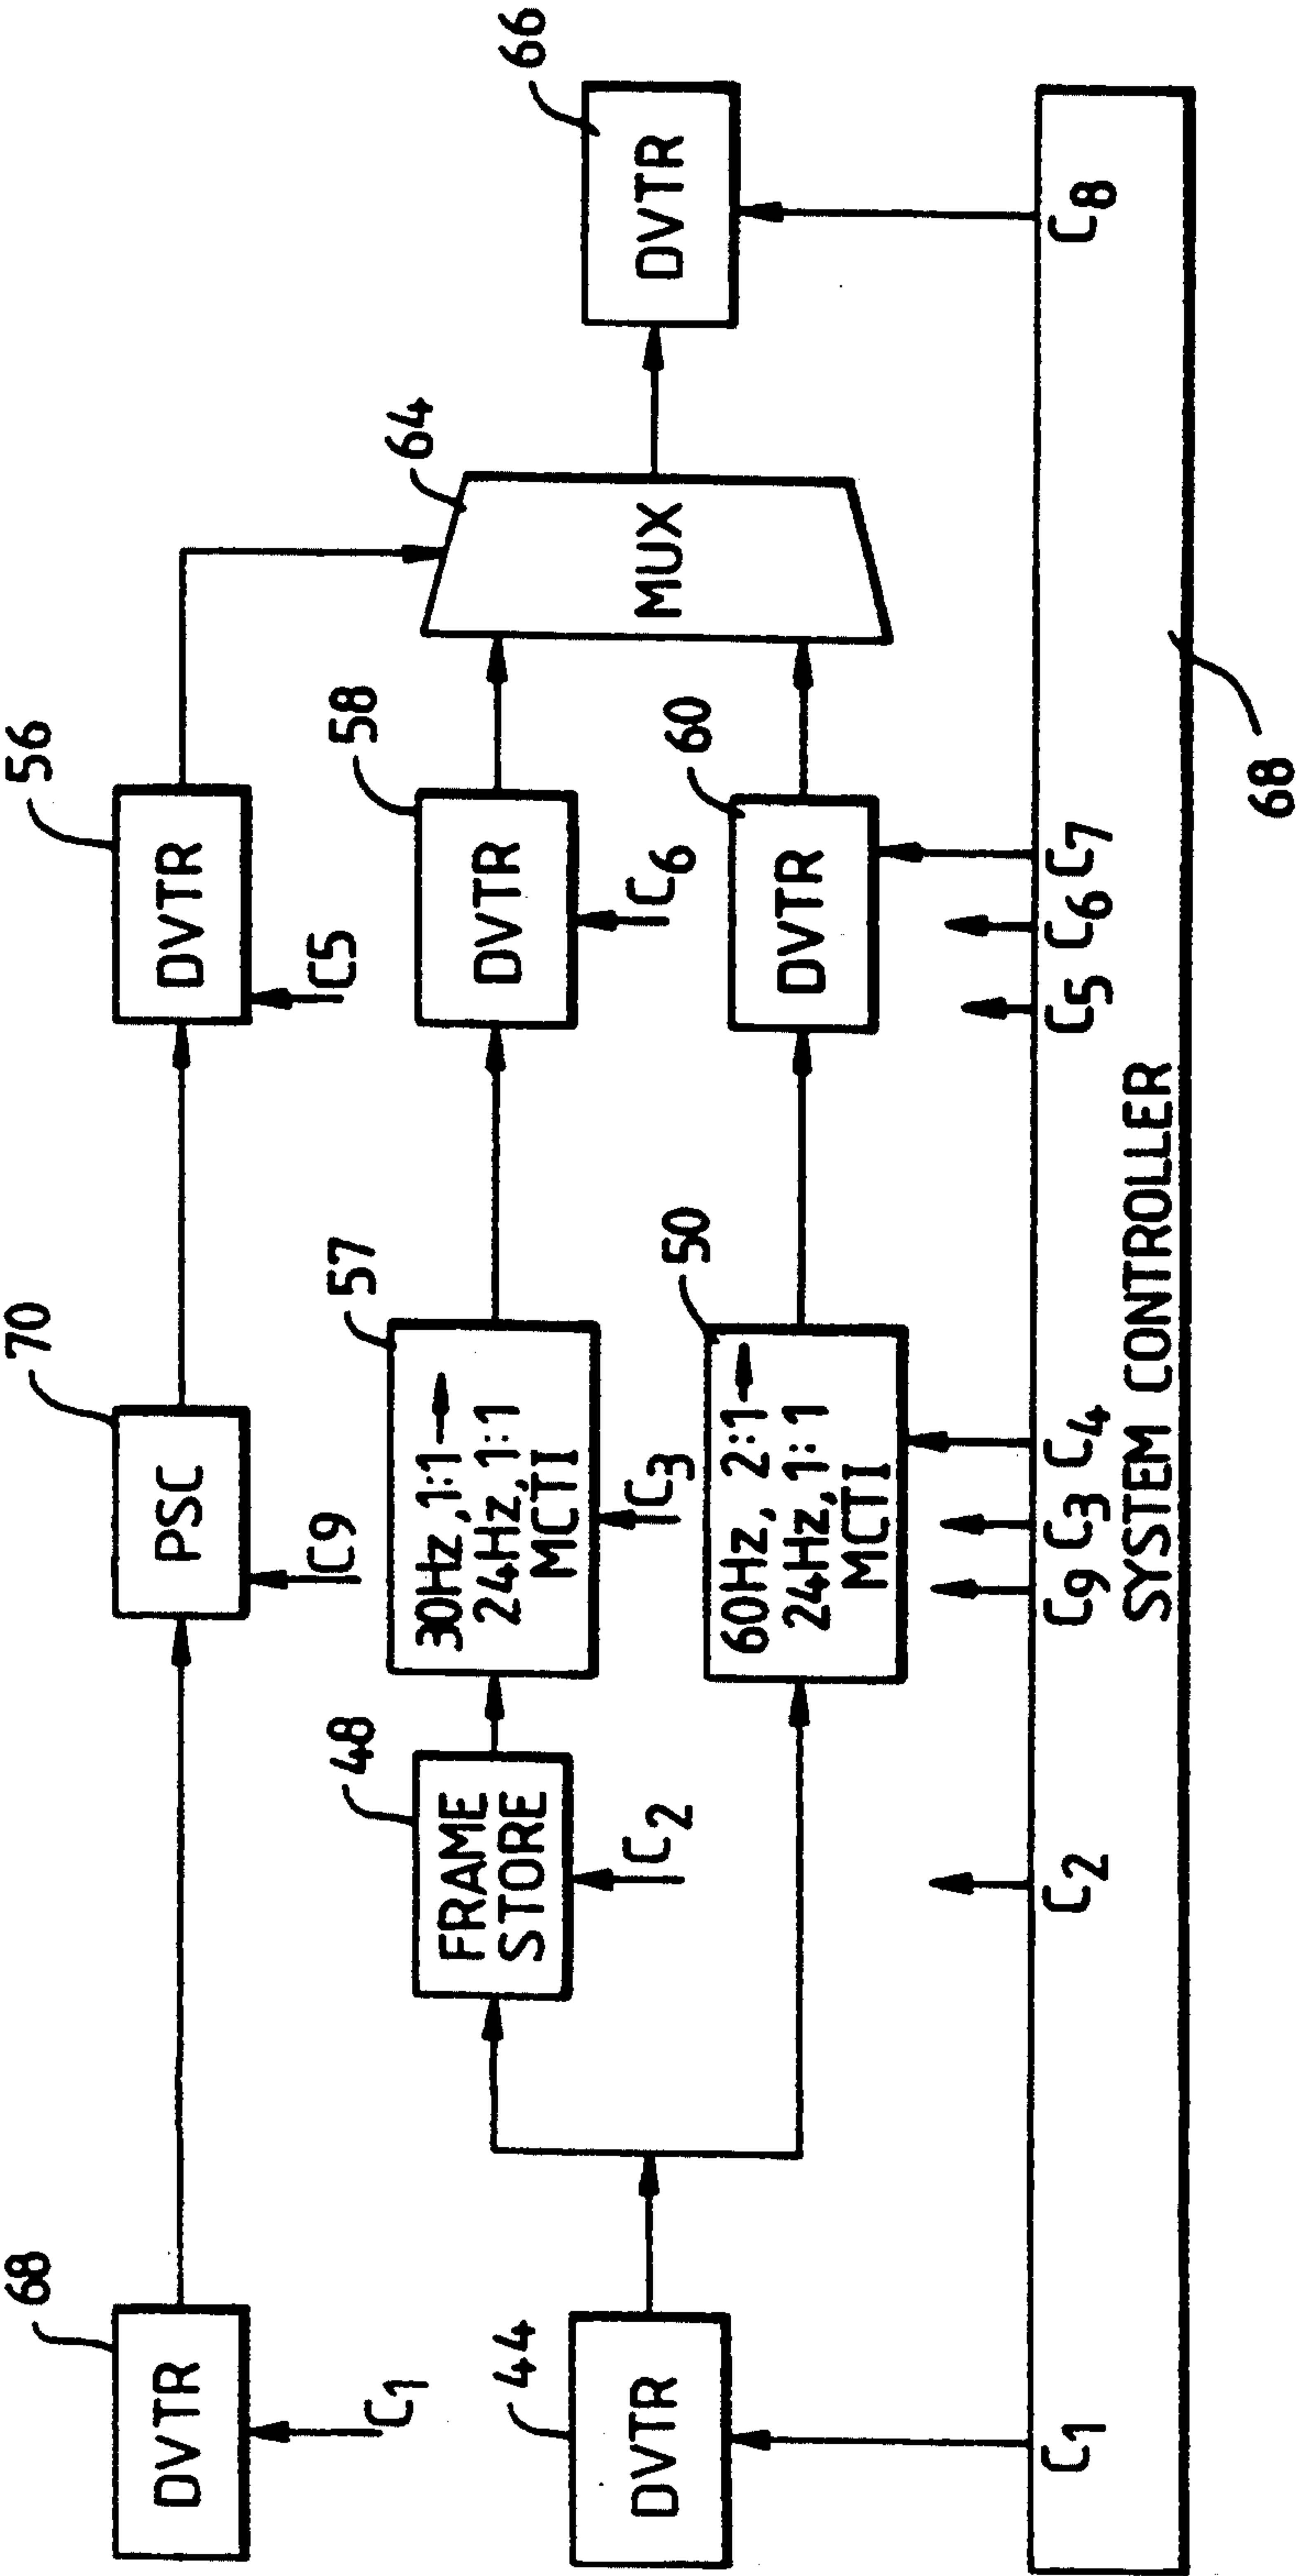 68
DVTR
C1
70
PSC
C9
56
DVTR
C5
48
FRAME
STORE
C2
57
30Hz, 1:1→
24Hz, 1:1
MCTI
C3
58
DVTR
C6
64
MUX
66
DVTR
44
DVTR
50
60Hz, 2:1→
24Hz, 1:1
MCTI
60
DVTR
C1
C2
C9
C3
C4
C5
C6
C7
C8
SYSTEM CONTROLLER
68